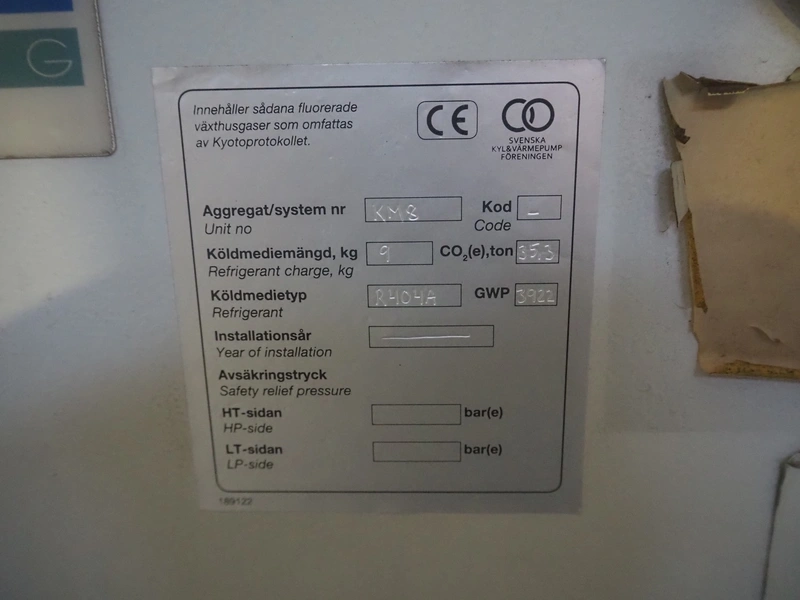 G
Innehåller sådana fluorerade
växthusgaser som omfattas
av Kyotoprotokollet.
CE
SVENSKA
KYL&VÄRMEPUMP
FÖRENINGEN
Aggregat/system nr KM8 Kod –
Unit no Code
Köldmediemängd, kg 9 CO₂(e),ton 35,3
Refrigerant charge, kg
Köldmedietyp R404A GWP 3922
Refrigerant
Installationsår
Year of installation
Avsäkringstryck
Safety relief pressure
HT-sidan bar(e)
HP-side
LT-sidan bar(e)
LP-side
189122